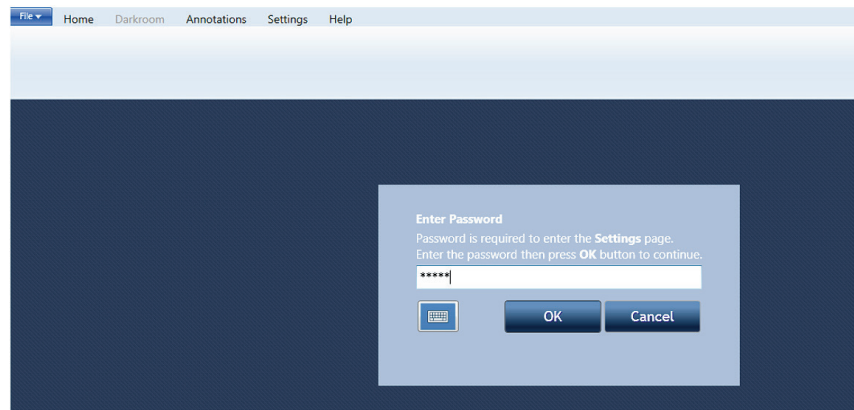 File Home Darkroom Annotations Settings Help
Enter Password
Password is required to enter the Settings page.
Enter the password then press OK button to continue.
*****
OK Cancel